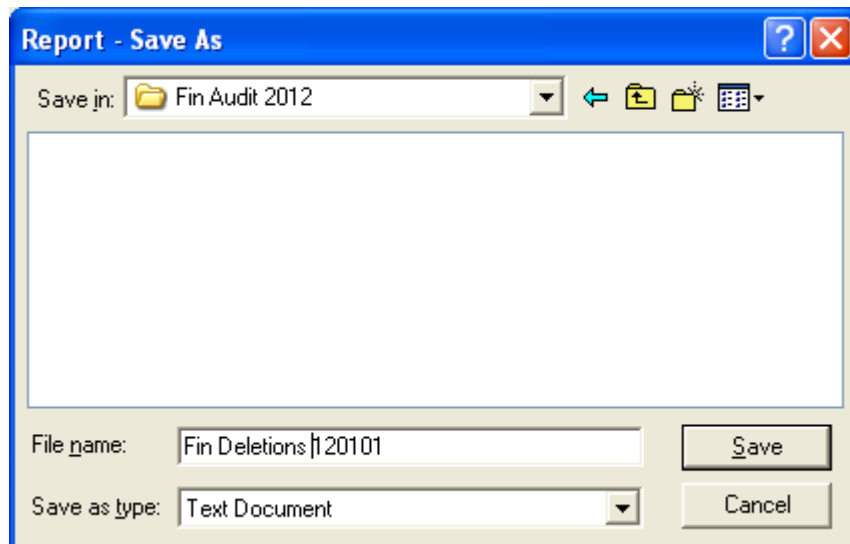 Report - Save As
Save in: Fin Audit 2012
File name: Fin Deletions 120101 Save
Save as type: Text Document Cancel